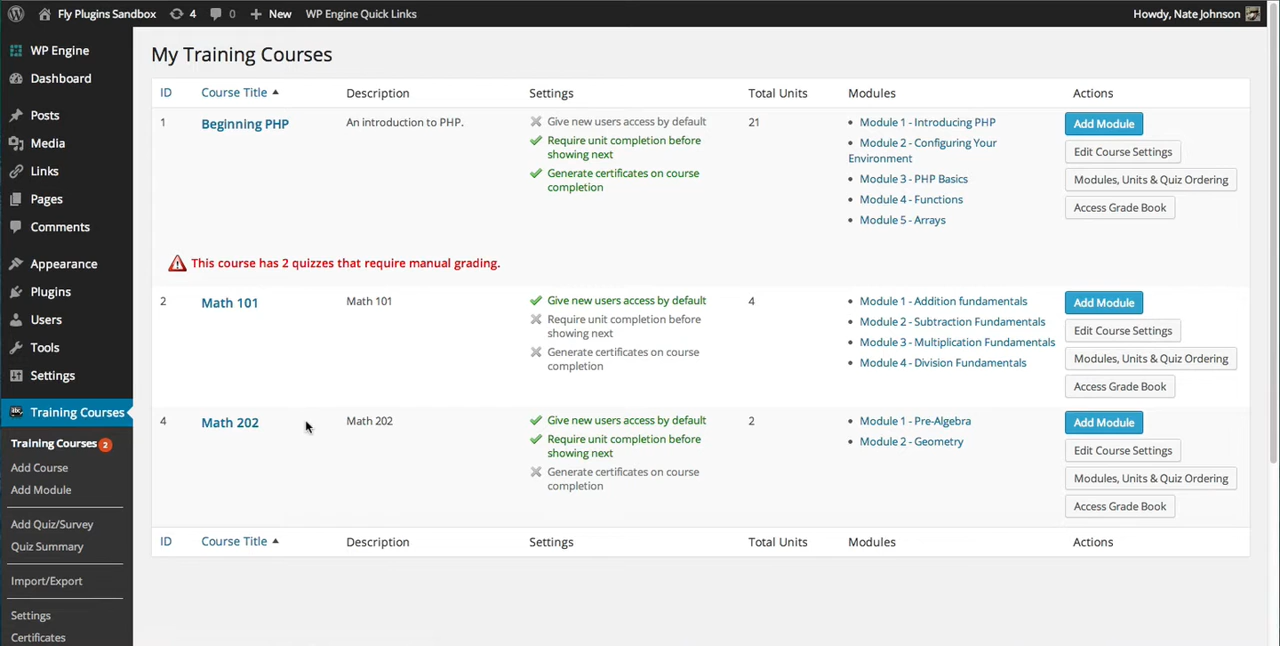 Fly Plugins Sandbox 4 0 New WP Engine Quick Links Howdy, Nate Johnson
WP Engine
Dashboard
Posts
Media
Links
Pages
Comments
Appearance
Plugins
Users
Tools
Settings
Training Courses
Training Courses 2
Add Course
Add Module
Add Quiz/Survey
Quiz Summary
Import/Export
Settings
Certificates
My Training Courses
ID Course Title Description Settings Total Units Modules Actions
1 Beginning PHP An introduction to PHP.
Give new users access by default
Require unit completion before
showing next
Generate certificates on course
completion
21
Module 1 - Introducing PHP
Module 2 - Configuring Your
Environment
Module 3 - PHP Basics
Module 4 - Functions
Module 5 - Arrays
Add Module
Edit Course Settings
Modules, Units & Quiz Ordering
Access Grade Book
This course has 2 quizzes that require manual grading.
2 Math 101 Math 101
Give new users access by default
Require unit completion before
showing next
Generate certificates on course
completion
4
Module 1 - Addition fundamentals
Module 2 - Subtraction Fundamentals
Module 3 - Multiplication Fundamentals
Module 4 - Division Fundamentals
Add Module
Edit Course Settings
Modules, Units & Quiz Ordering
Access Grade Book
4 Math 202 Math 202
Give new users access by default
Require unit completion before
showing next
Generate certificates on course
completion
2
Module 1 - Pre-Algebra
Module 2 - Geometry
Add Module
Edit Course Settings
Modules, Units & Quiz Ordering
Access Grade Book
ID Course Title Description Settings Total Units Modules Actions